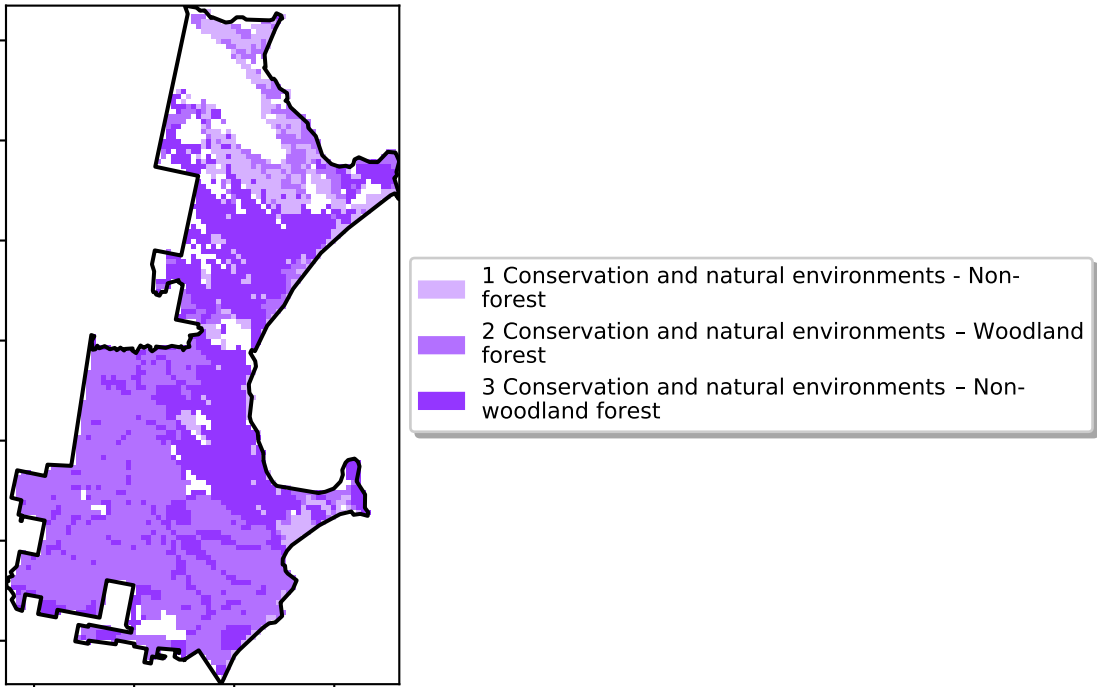 1 Conservation and natural environments - Non-
forest
2 Conservation and natural environments – Woodland
forest
3 Conservation and natural environments – Non-
woodland forest